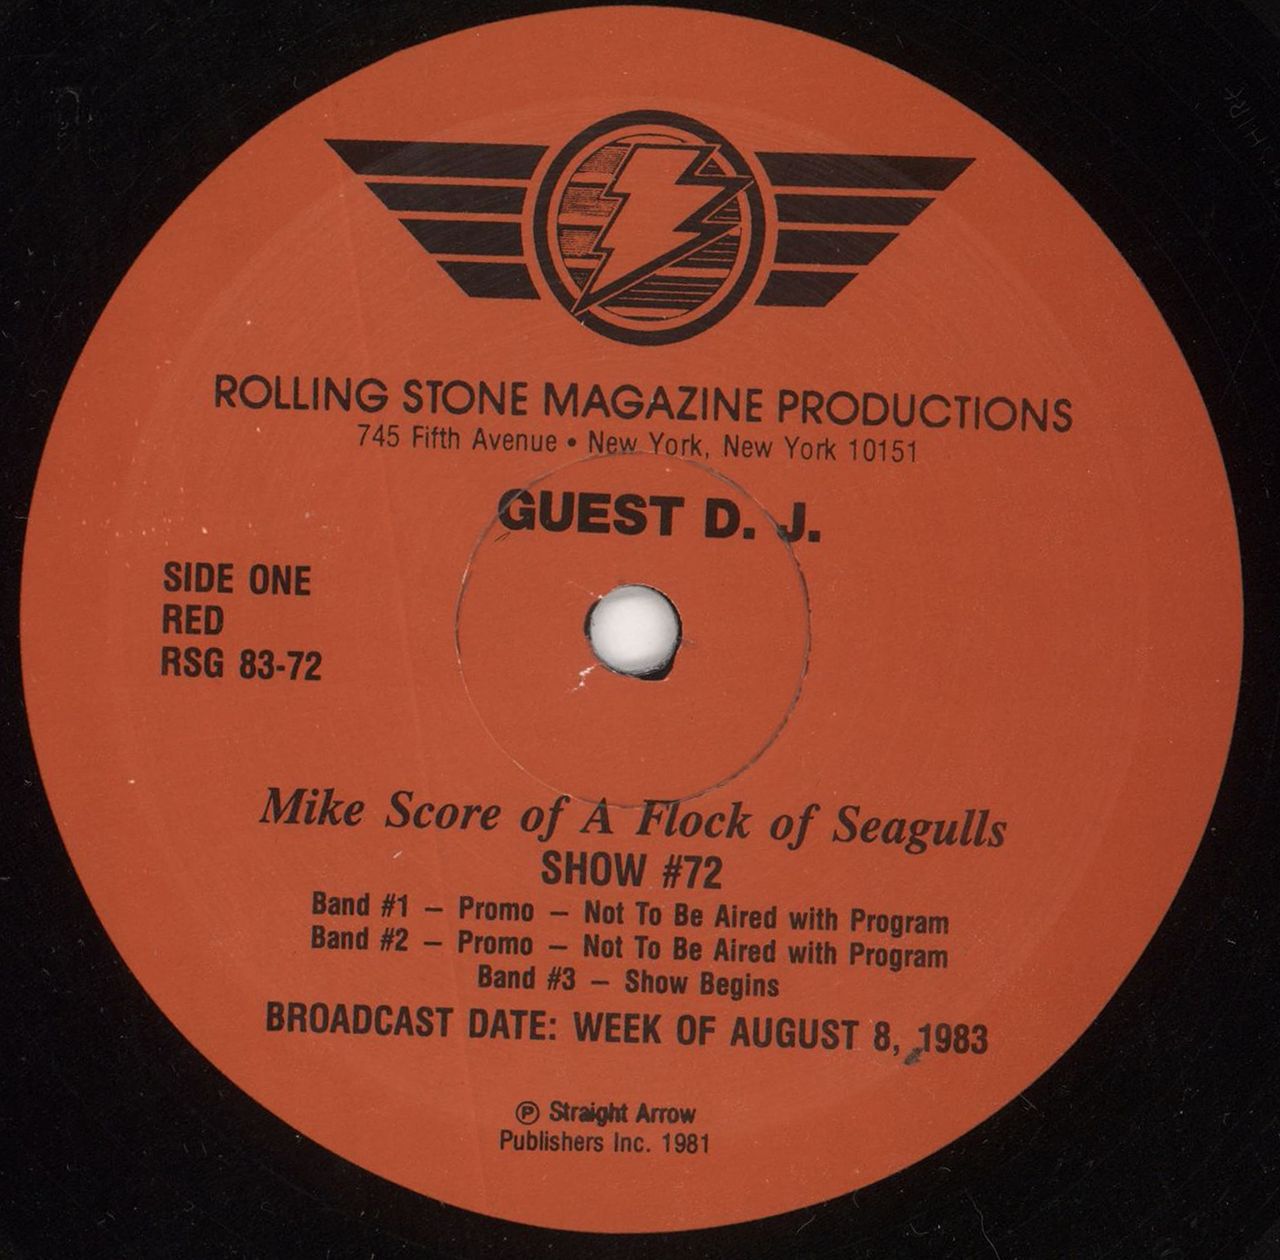 ROLLING STONE MAGAZINE PRODUCTIONS
745 Fifth Avenue • New York, New York 10151
GUEST D. J.
SIDE ONE
RED
RSG 83-72
Mike Score of A Flock of Seagulls
SHOW #72
Band #1 – Promo – Not To Be Aired with Program
Band #2 – Promo – Not To Be Aired with Program
Band #3 – Show Begins
BROADCAST DATE: WEEK OF AUGUST 8, 1983
℗ Straight Arrow
Publishers Inc. 1981